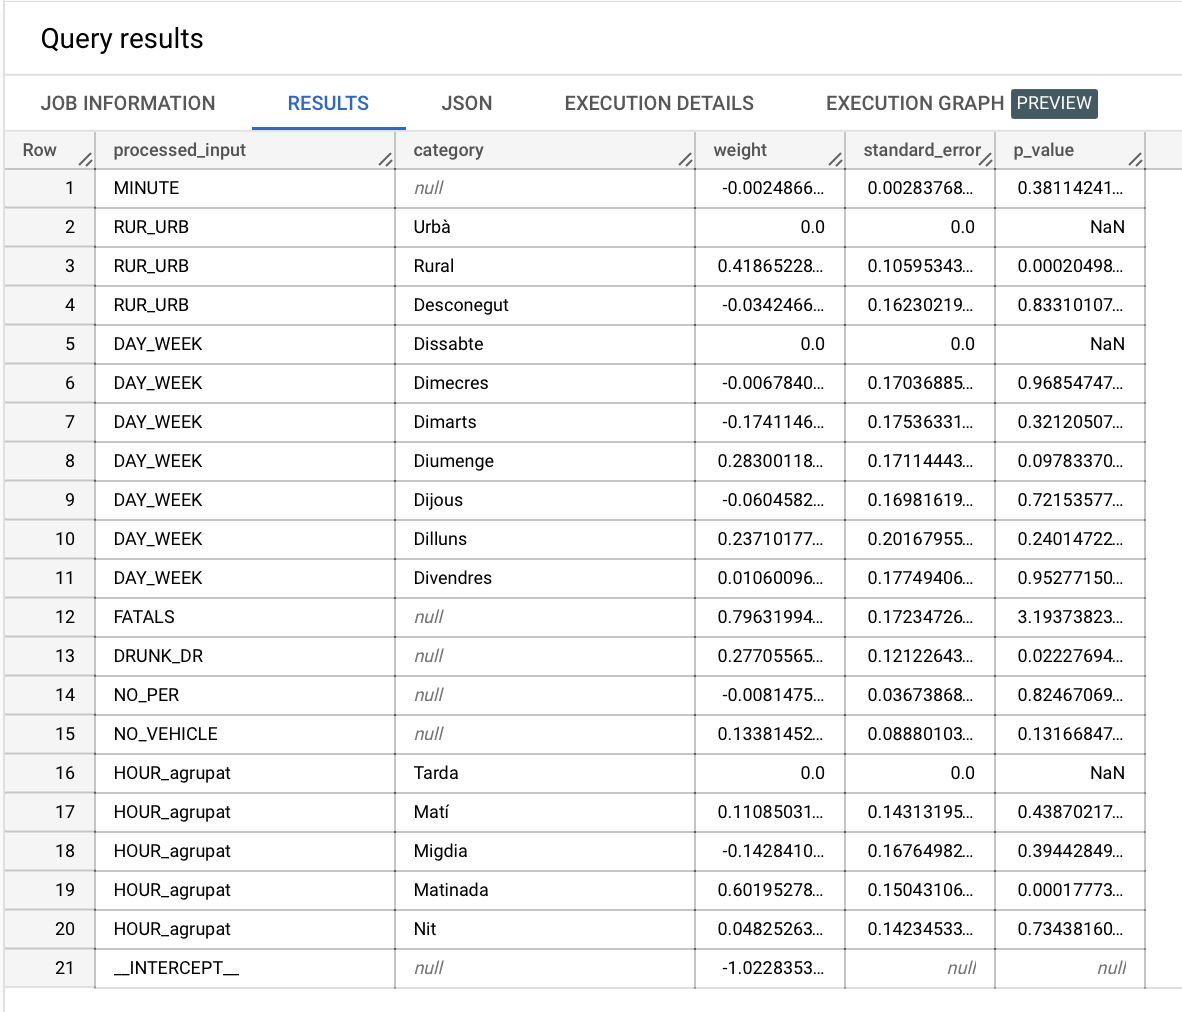 Query results
JOB INFORMATION RESULTS JSON EXECUTION DETAILS EXECUTION GRAPH PREVIEW
Row processed_input category weight standard_error p_value
1 MINUTE null -0.0024866... 0.00283768... 0.38114241...
2 RUR_URB Urbà 0.0 0.0 NaN
3 RUR_URB Rural 0.41865228... 0.10595343... 0.00020498...
4 RUR_URB Desconegut -0.0342466... 0.16230219... 0.83310107...
5 DAY_WEEK Dissabte 0.0 0.0 NaN
6 DAY_WEEK Dimecres -0.0067840... 0.17036885... 0.96854747...
7 DAY_WEEK Dimarts -0.1741146... 0.17536331... 0.32120507...
8 DAY_WEEK Diumenge 0.28300118... 0.17114443... 0.09783370...
9 DAY_WEEK Dijous -0.0604582... 0.16981619... 0.72153577...
10 DAY_WEEK Dilluns 0.23710177... 0.20167955... 0.24014722...
11 DAY_WEEK Divendres 0.01060096... 0.17749406... 0.95277150...
12 FATALS null 0.79631994... 0.17234726... 3.19373823...
13 DRUNK_DR null 0.27705565... 0.12122643... 0.02227694...
14 NO_PER null -0.0081475... 0.03673868... 0.82467069...
15 NO_VEHICLE null 0.13381452... 0.08880103... 0.13166847...
16 HOUR_agrupat Tarda 0.0 0.0 NaN
17 HOUR_agrupat Matí 0.11085031... 0.14313195... 0.43870217...
18 HOUR_agrupat Migdia -0.1428410... 0.16764982... 0.39442849...
19 HOUR_agrupat Matinada 0.60195278... 0.15043106... 0.00017773...
20 HOUR_agrupat Nit 0.04825263... 0.14234533... 0.73438160...
21 __INTERCEPT__ null -1.0228353... null null